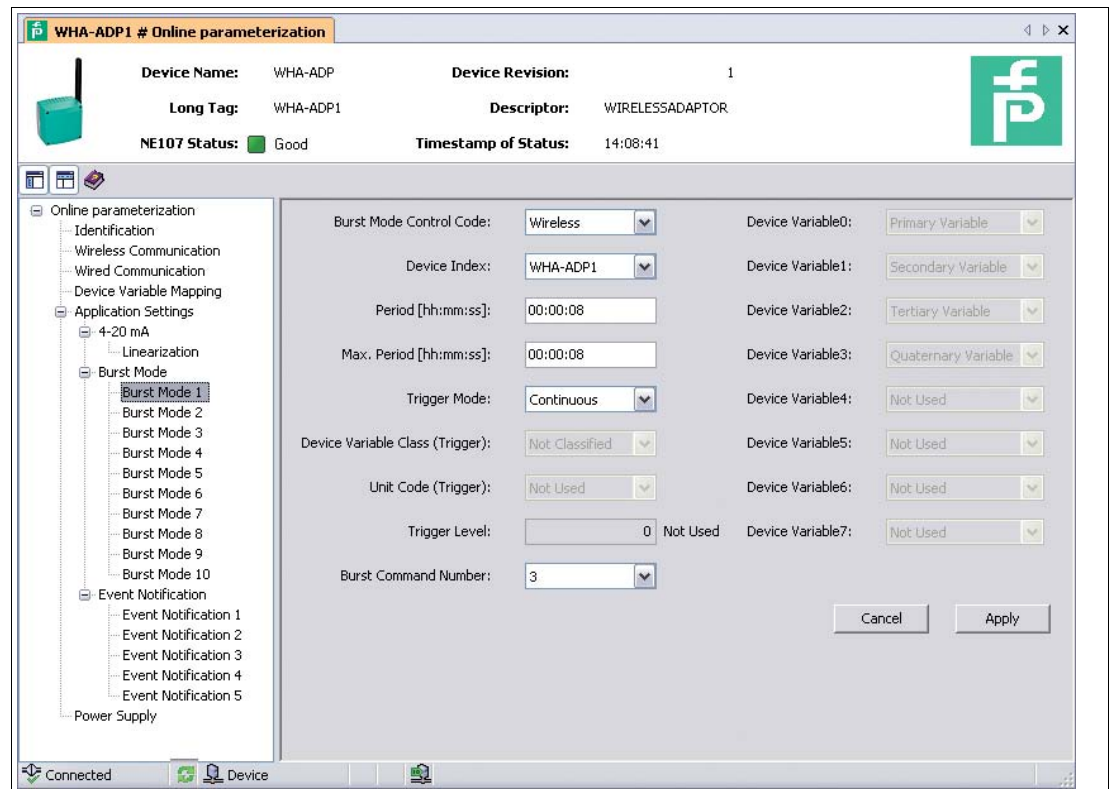 WHA-ADP1 # Online parameterization
Device Name: WHA-ADP Device Revision: 1
Long Tag: WHA-ADP1 Descriptor: WIRELESSADAPTOR
NE107 Status: Good Timestamp of Status: 14:08:41
Online parameterization
Identification
Wireless Communication
Wired Communication
Device Variable Mapping
Application Settings
4-20 mA
Linearization
Burst Mode
Burst Mode 1
Burst Mode 2
Burst Mode 3
Burst Mode 4
Burst Mode 5
Burst Mode 6
Burst Mode 7
Burst Mode 8
Burst Mode 9
Burst Mode 10
Event Notification
Event Notification 1
Event Notification 2
Event Notification 3
Event Notification 4
Event Notification 5
Power Supply
Burst Mode Control Code: Wireless Device Variable0: Primary Variable
Device Index: WHA-ADP1 Device Variable1: Secondary Variable
Period [hh:mm:ss]: 00:00:08 Device Variable2: Tertiary Variable
Max. Period [hh:mm:ss]: 00:00:08 Device Variable3: Quaternary Variable
Trigger Mode: Continuous Device Variable4: Not Used
Device Variable Class (Trigger): Not Classified Device Variable5: Not Used
Unit Code (Trigger): Not Used Device Variable6: Not Used
Trigger Level: 0 Not Used Device Variable7: Not Used
Burst Command Number: 3
Cancel Apply
Connected Device